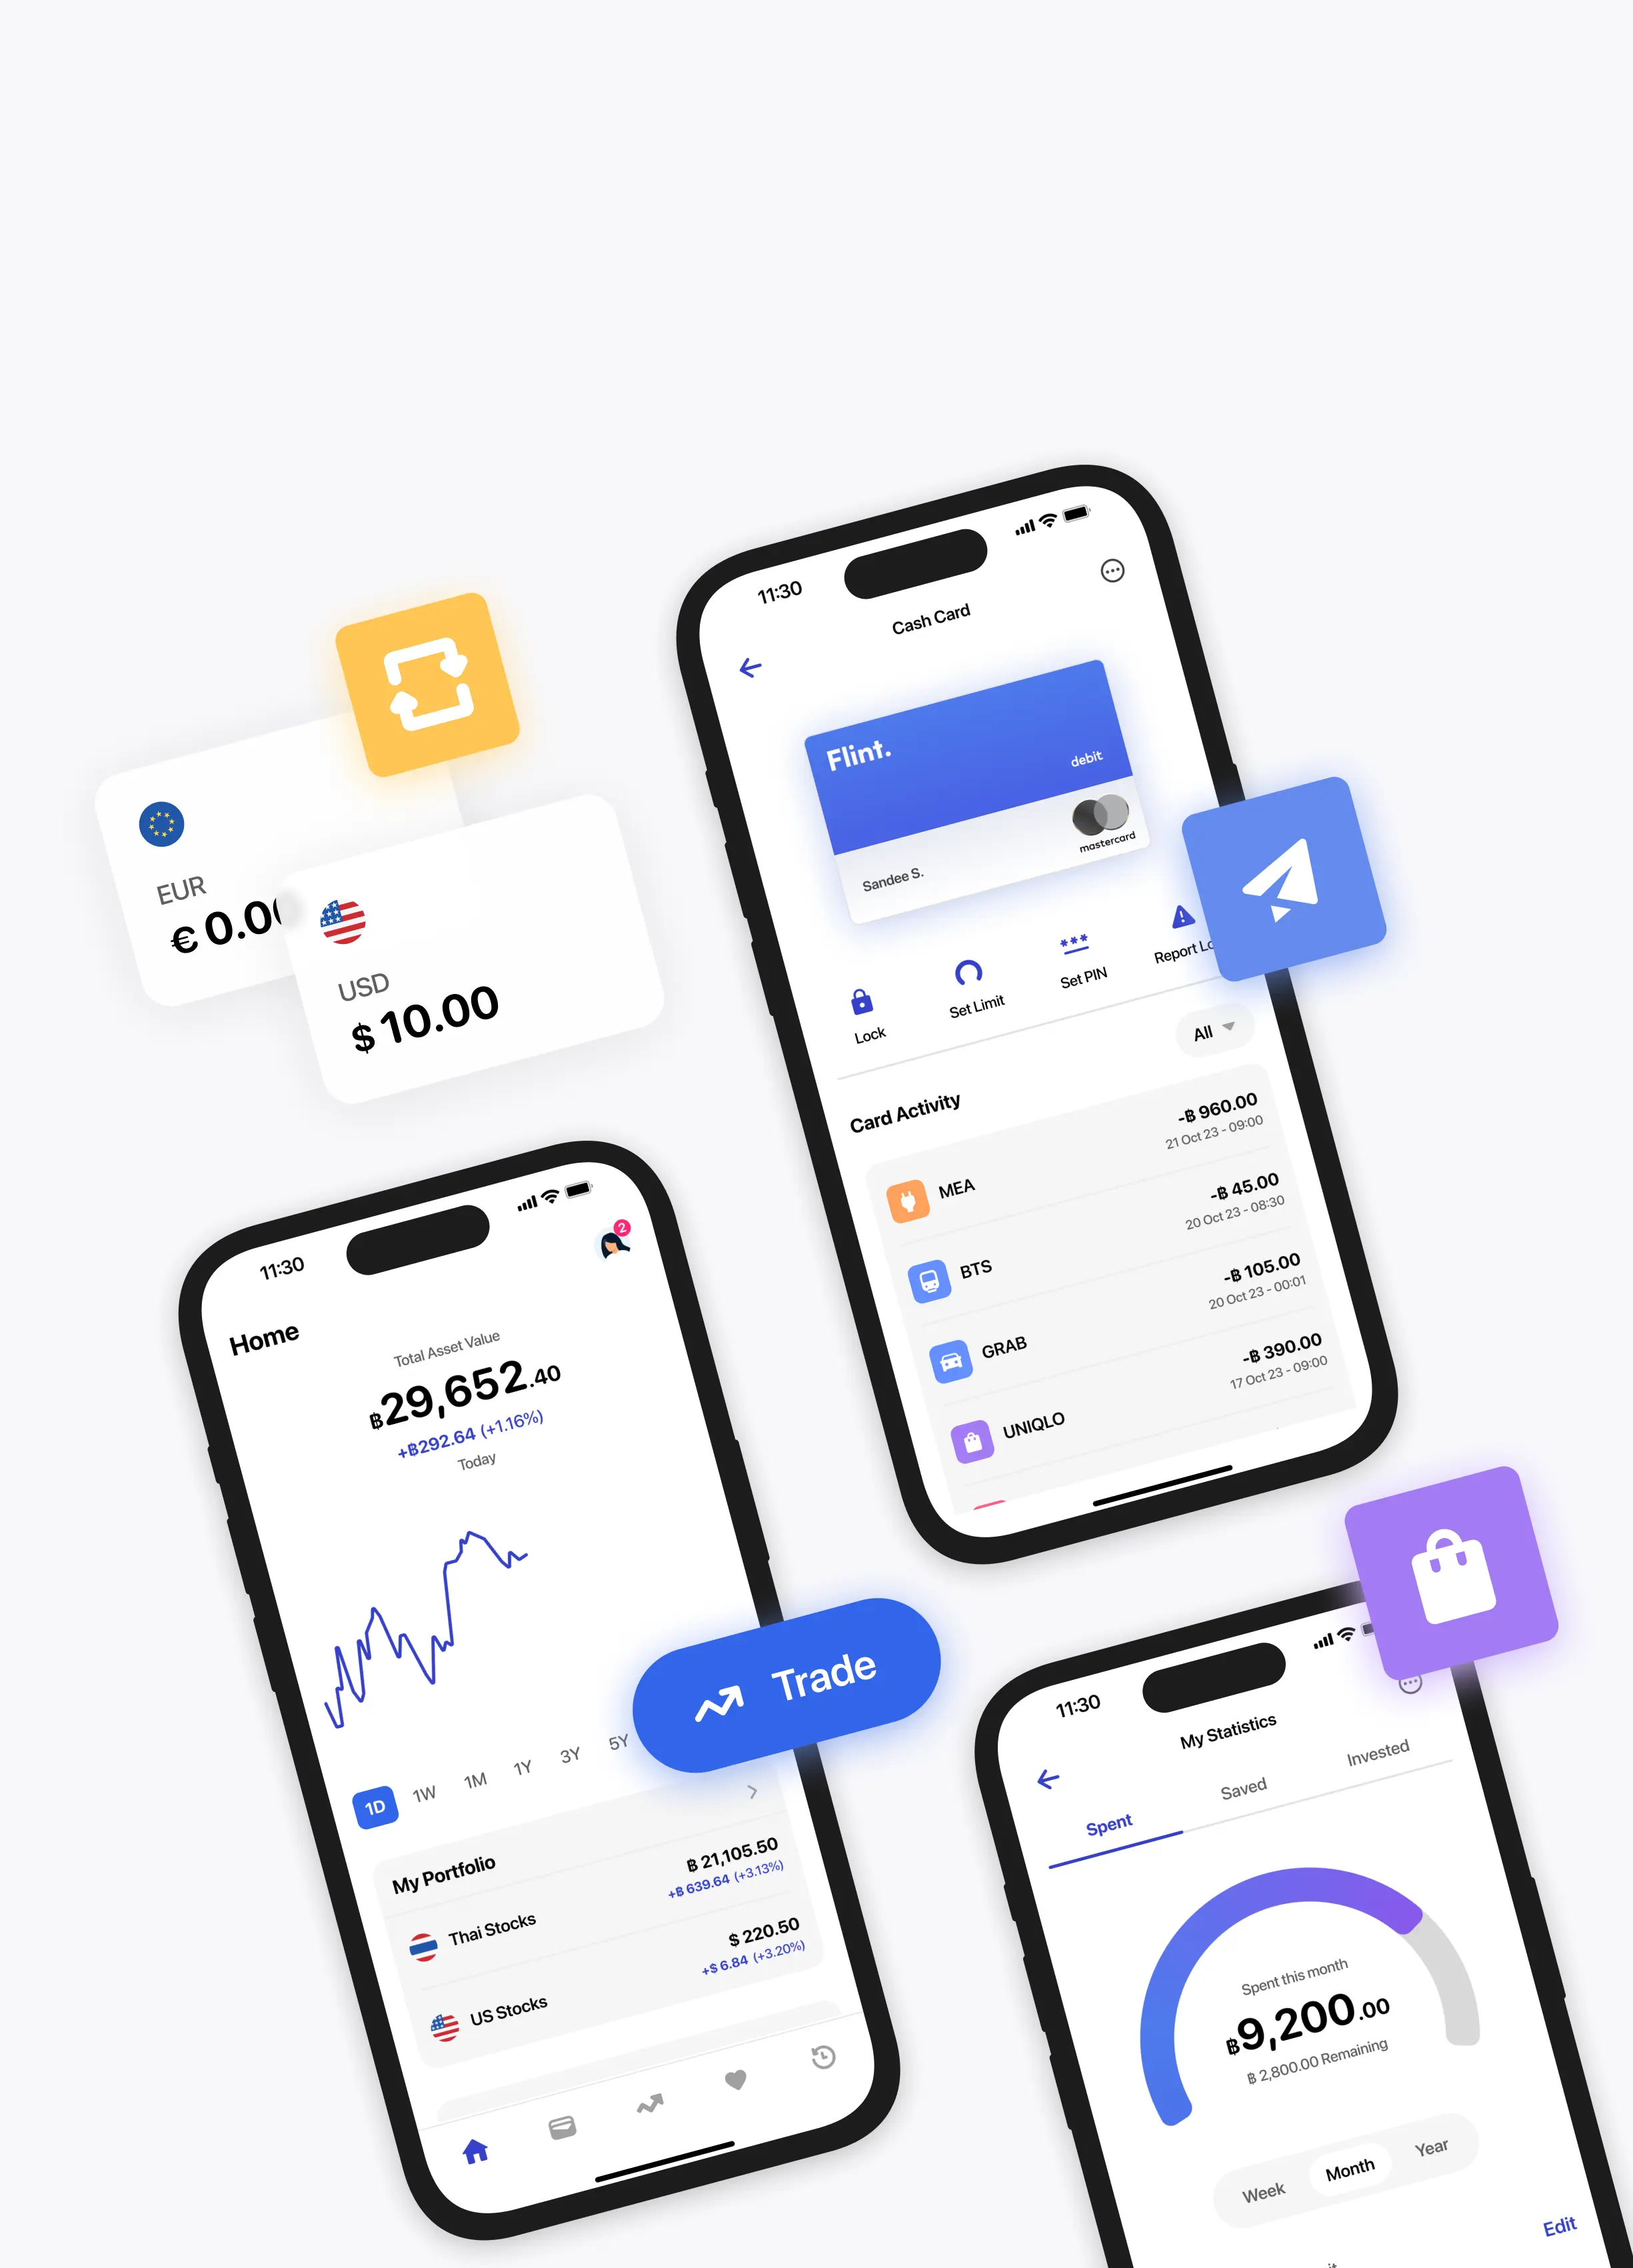 EUR
€ 0.0
USD
$ 10.00
11:30
Cash Card
Flint.
debit
mastercard
Sandee S.
Lock
Set Limit
Set PIN
Report Lo
All
Card Activity
MEA
-฿ 960.00
21 Oct 23 - 09:00
BTS
-฿ 45.00
20 Oct 23 - 08:30
GRAB
-฿ 105.00
20 Oct 23 - 00:01
UNIQLO
-฿ 390.00
17 Oct 23 - 09:00
11:30
2
Home
Total Asset Value
฿29,652.40
+฿292.64 (+1.16%)
Today
1D 1W 1M 1Y 3Y 5Y
Trade
My Portfolio
Thai Stocks
฿ 21,105.50
+฿ 639.64 (+3.13%)
US Stocks
$ 220.50
+$ 6.84 (+3.20%)
11:30
My Statistics
Spent Saved Invested
Spent this month
฿9,200.00
฿ 2,800.00 Remaining
Week Month Year
Edit